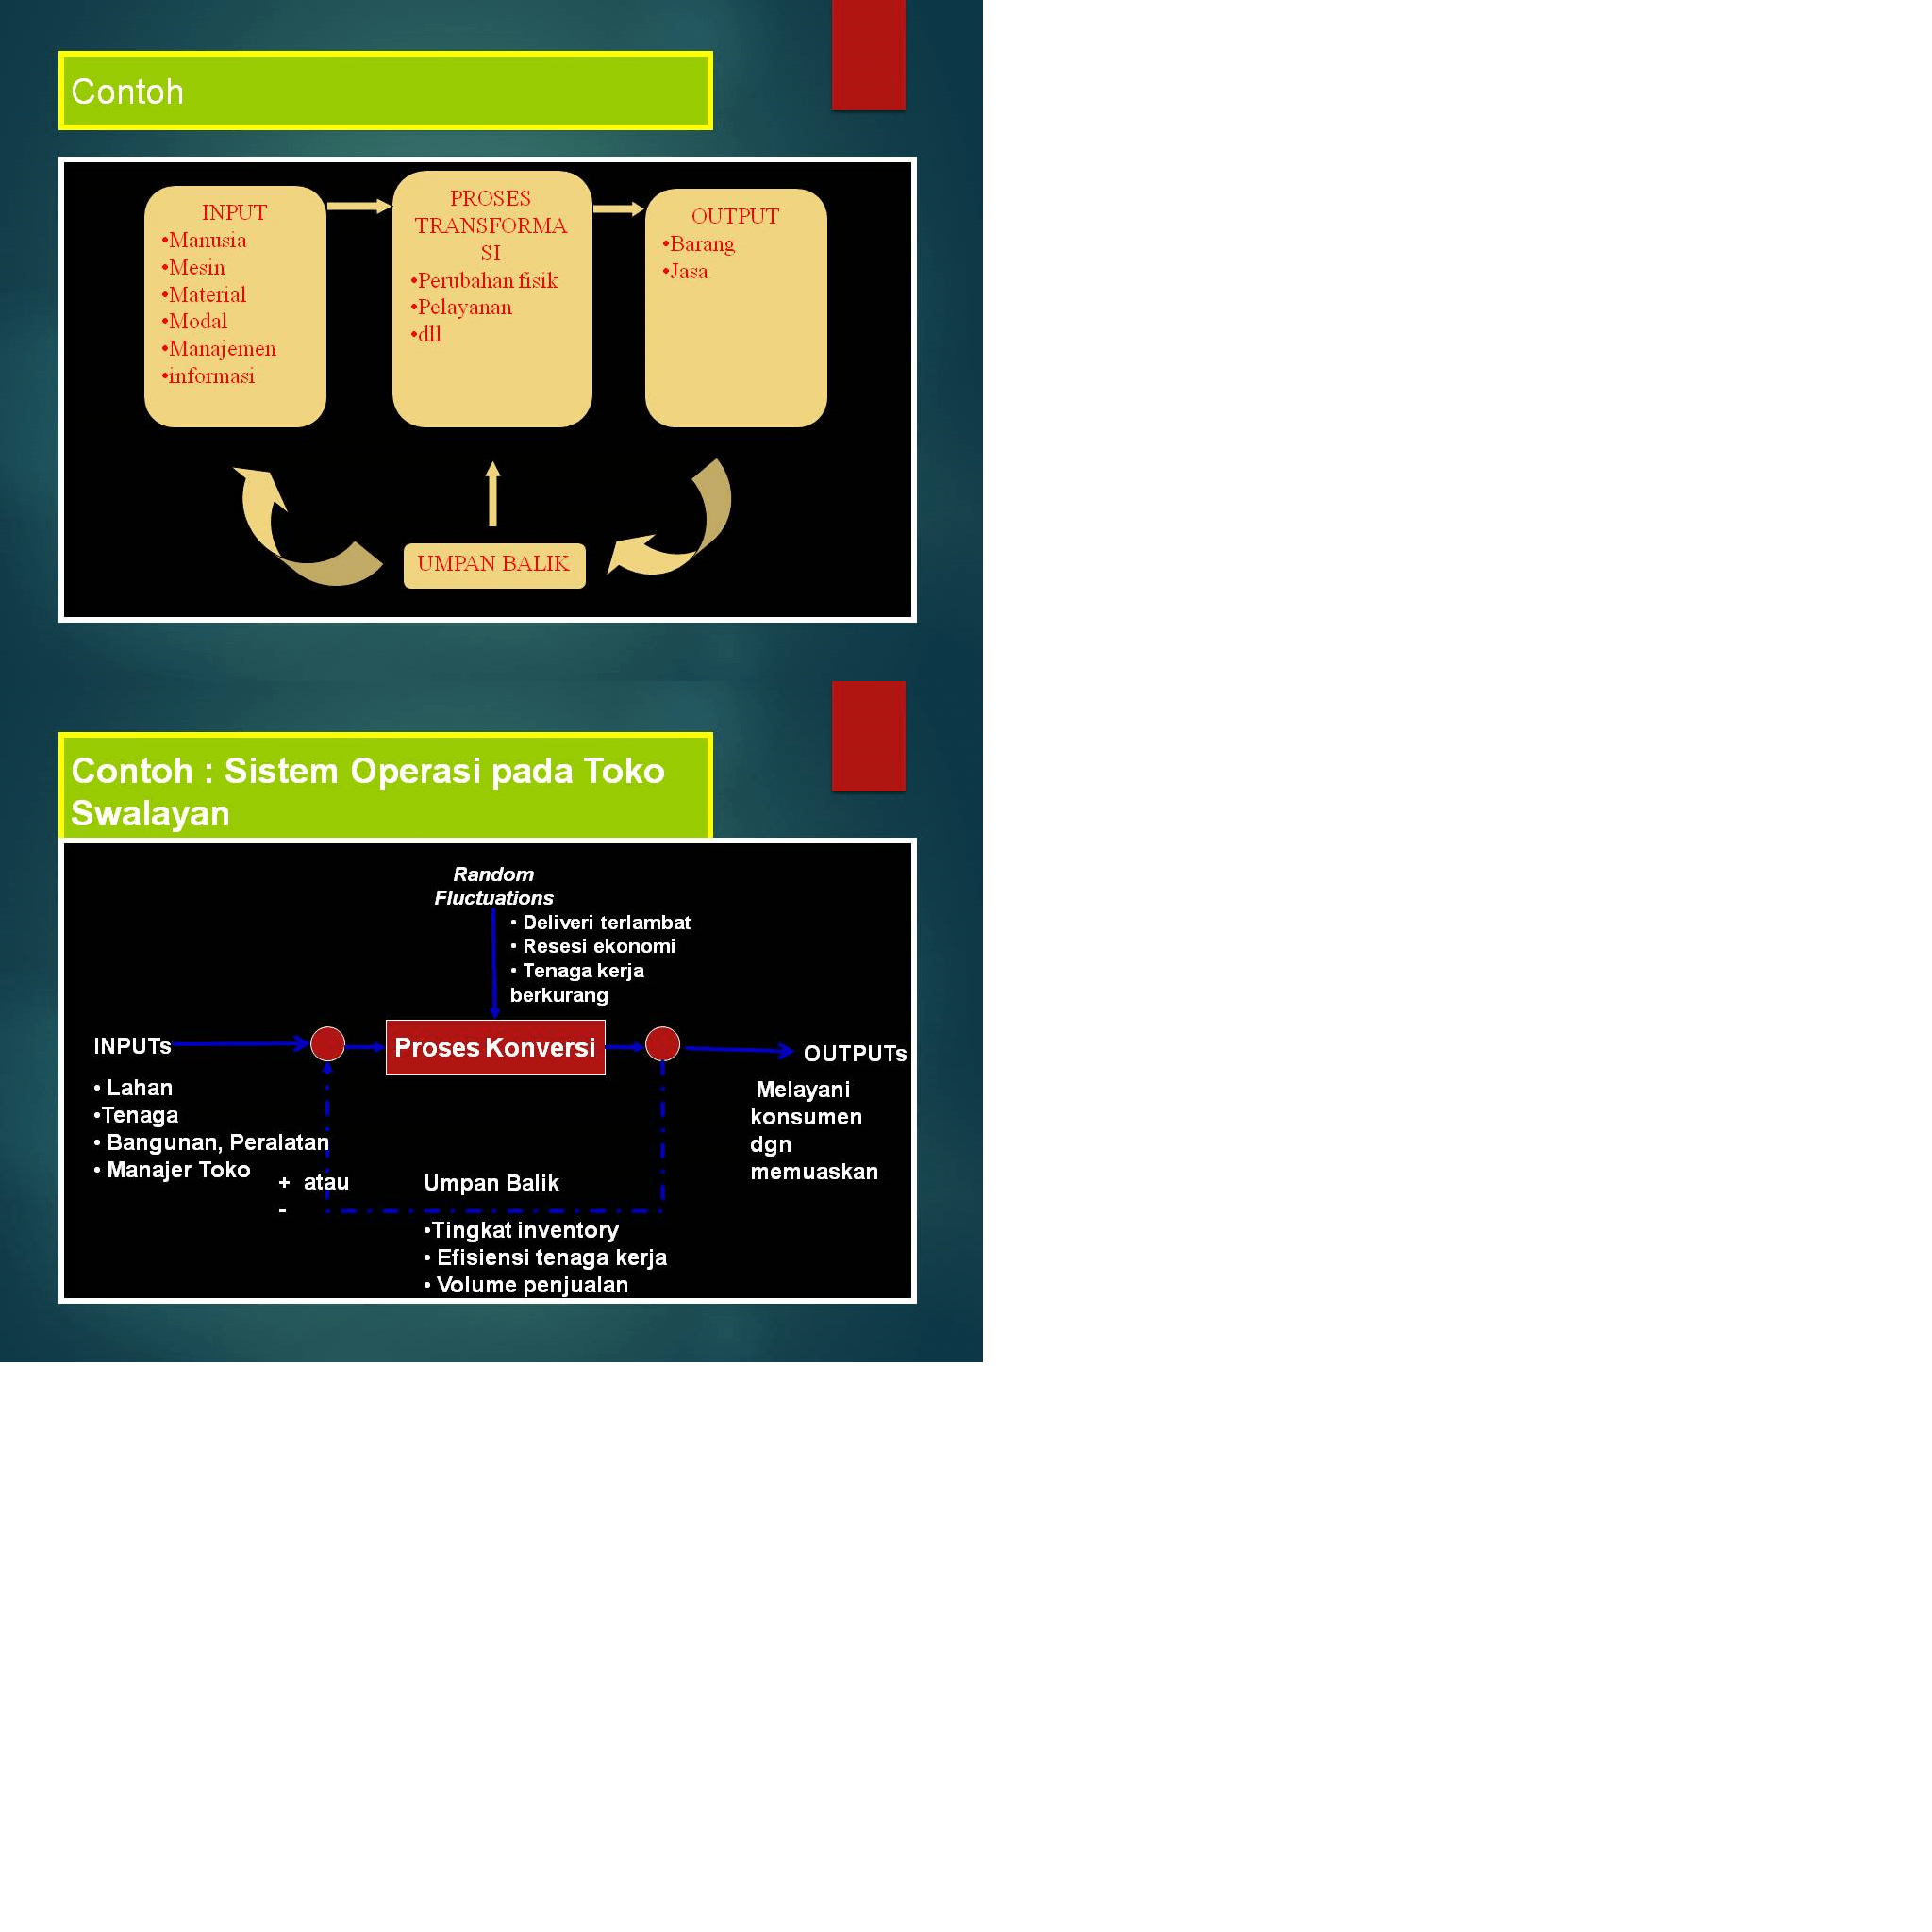 Contoh
INPUT
•Manusia
•Mesin
•Material
•Modal
•Manajemen
•informasi
PROSES
TRANSFORMA
SI
•Perubahan fisik
•Pelayanan
•dll
OUTPUT
•Barang
•Jasa
UMPAN BALIK
Contoh : Sistem Operasi pada Toko
Swalayan
Random
Fluctuations
• Deliveri terlambat
• Resesi ekonomi
• Tenaga kerja
berkurang
INPUTs
Proses Konversi
OUTPUTs
• Lahan
•Tenaga
• Bangunan, Peralatan
• Manajer Toko
Melayani
konsumen
dgn
memuaskan
+ atau
-
Umpan Balik
•Tingkat inventory
• Efisiensi tenaga kerja
• Volume penjualan